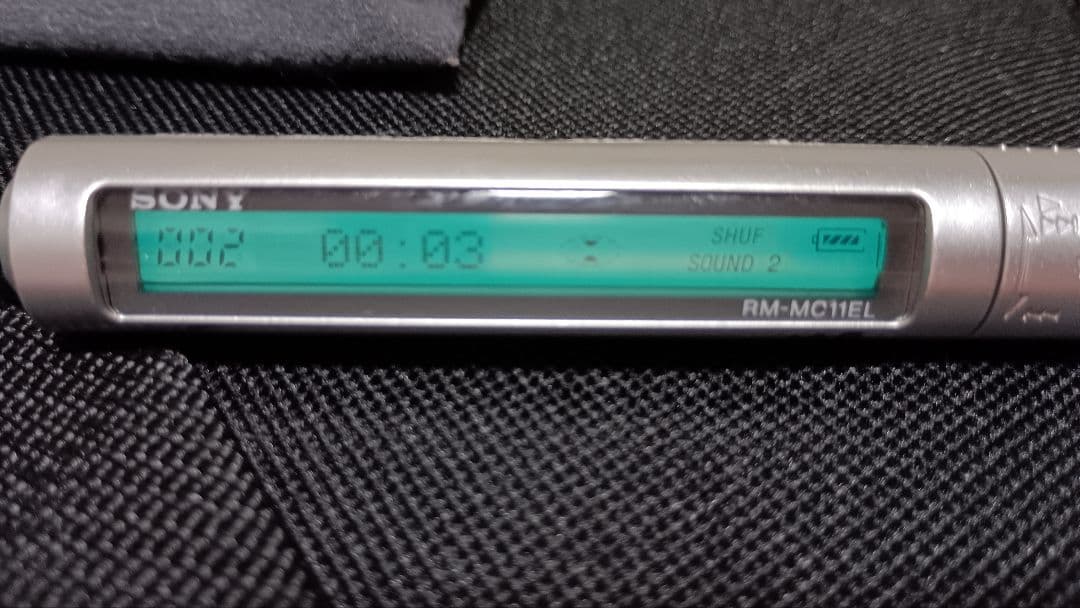 SONY
002 00:03 SHUF
SOUND 2
RM-MC11EL